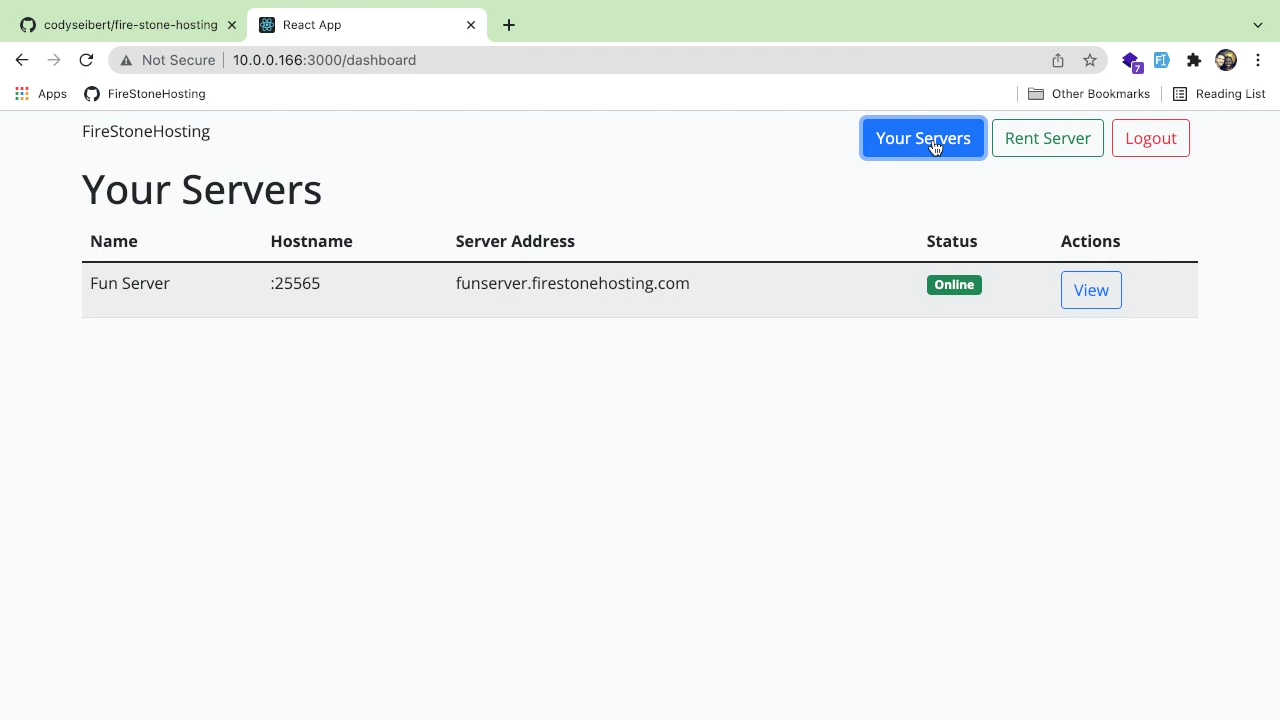 codyseibert/fire-stone-hosting
React App
Not Secure
10.0.0.166:3000/dashboard
7
Apps
FireStoneHosting
Other Bookmarks
Reading List
FireStoneHosting
Your Servers
Rent Server
Logout
Your Servers
Name Hostname Server Address Status Actions
Fun Server :25565 funserver.firestonehosting.com Online View